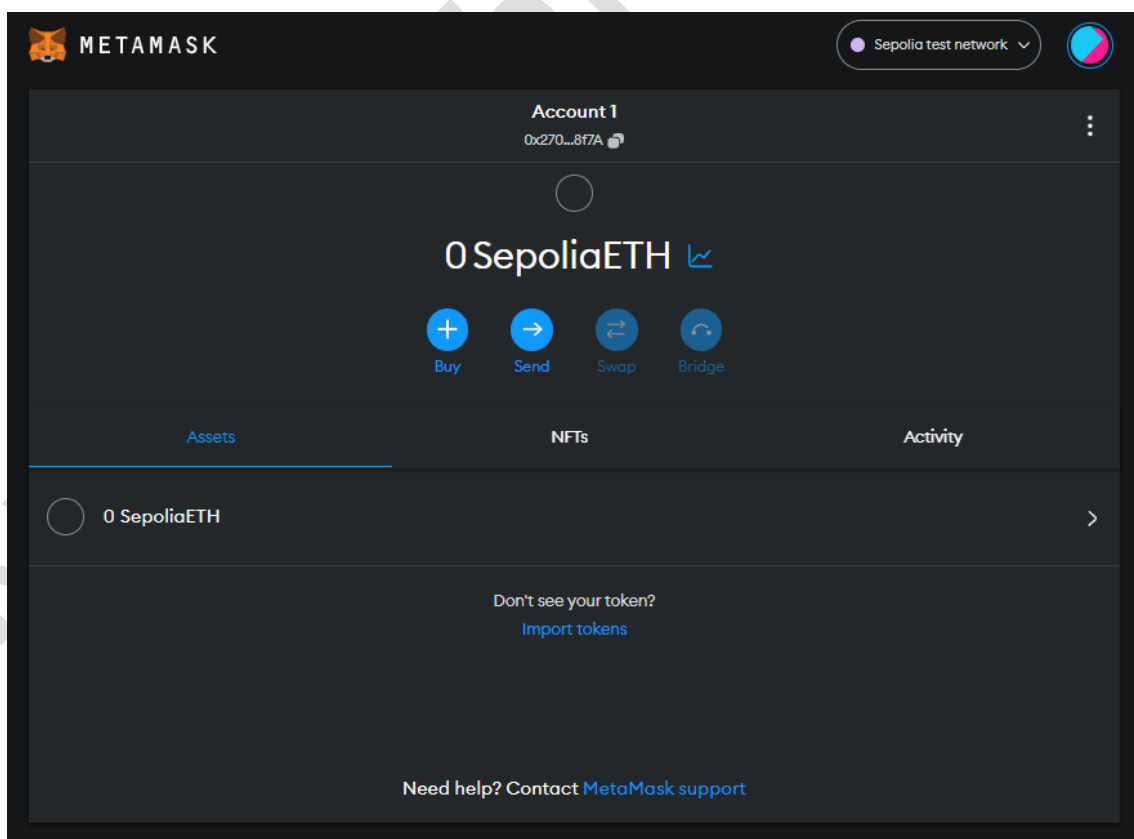 METAMASK
Sepolia test network
Account 1
0x270...8f7A
0 SepoliaETH
Buy Send Swap Bridge
Assets NFTs Activity
0 SepoliaETH
Don't see your token?
Import tokens
Need help? Contact MetaMask support